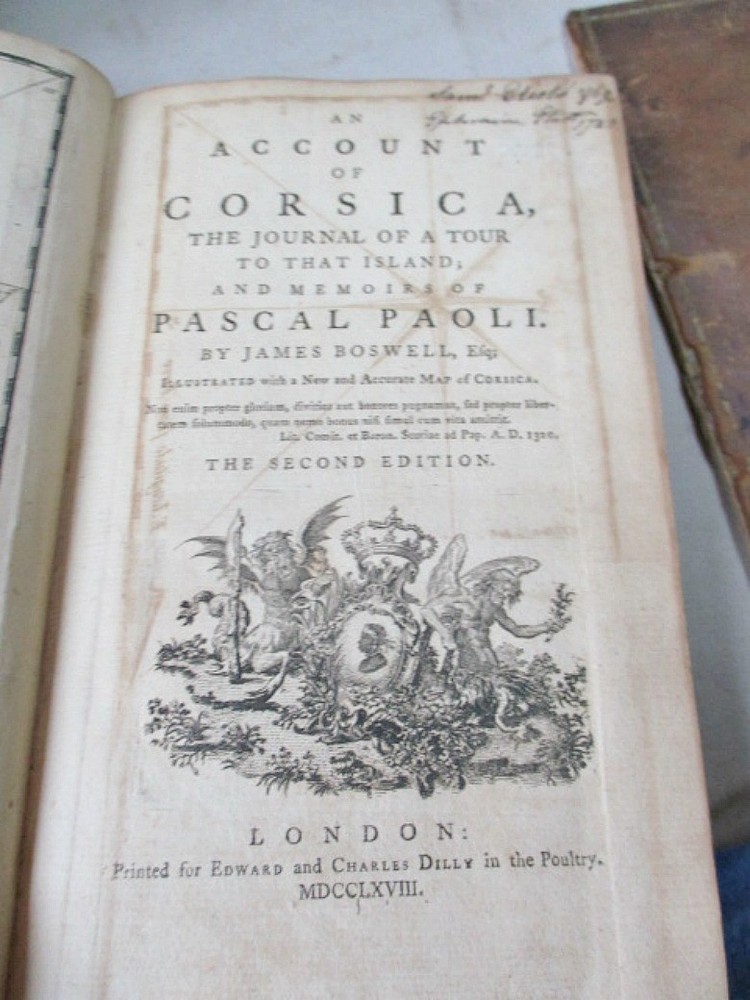 AN
ACCOUNT
OF
CORSICA,
THE JOURNAL OF A TOUR
TO THAT ISLAND;
AND MEMOIRS OF
PASCAL PAOLI.
BY JAMES BOSWELL, Esq;
ILLUSTRATED with a New and Accurate MAP of CORSICA.
Non enim propter gloriam, divitias aut honores pugnamus, sed propter liber-
tatem solummodo, quam nemo bonus nisi simul cum vita amittit.
Lit. Comit. et Baron. Scotiae ad Pap. A. D. 1320.
THE SECOND EDITION.
LONDON:
Printed for EDWARD and CHARLES DILLY in the Poultry.
MDCCLXVIII.